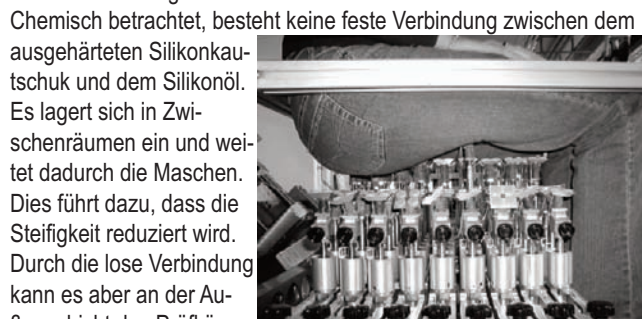 Chemisch betrachtet, besteht keine feste Verbindung zwischen dem
ausgehärteten Silikonkau-
tschuk und dem Silikonöl.
Es lagert sich in Zwi-
schenräumen ein und wei-
tet dadurch die Maschen.
Dies führt dazu, dass die
Steifigkeit reduziert wird.
Durch die lose Verbindung
kann es aber an der Au-